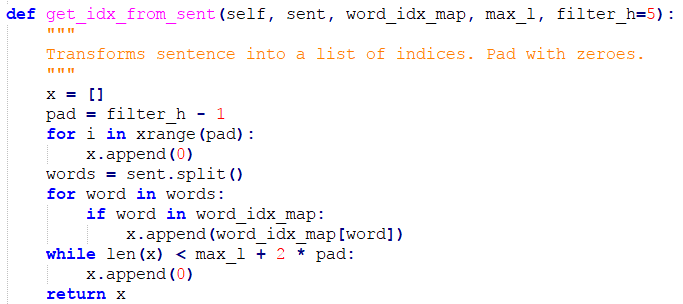 def get_idx_from_sent(self, sent, word_idx_map, max_l, filter_h=5):
    """
    Transforms sentence into a list of indices. Pad with zeroes.
    """
    x = []
    pad = filter_h - 1
    for i in xrange(pad):
        x.append(0)
    words = sent.split()
    for word in words:
        if word in word_idx_map:
            x.append(word_idx_map[word])
    while len(x) < max_l + 2 * pad:
        x.append(0)
    return x